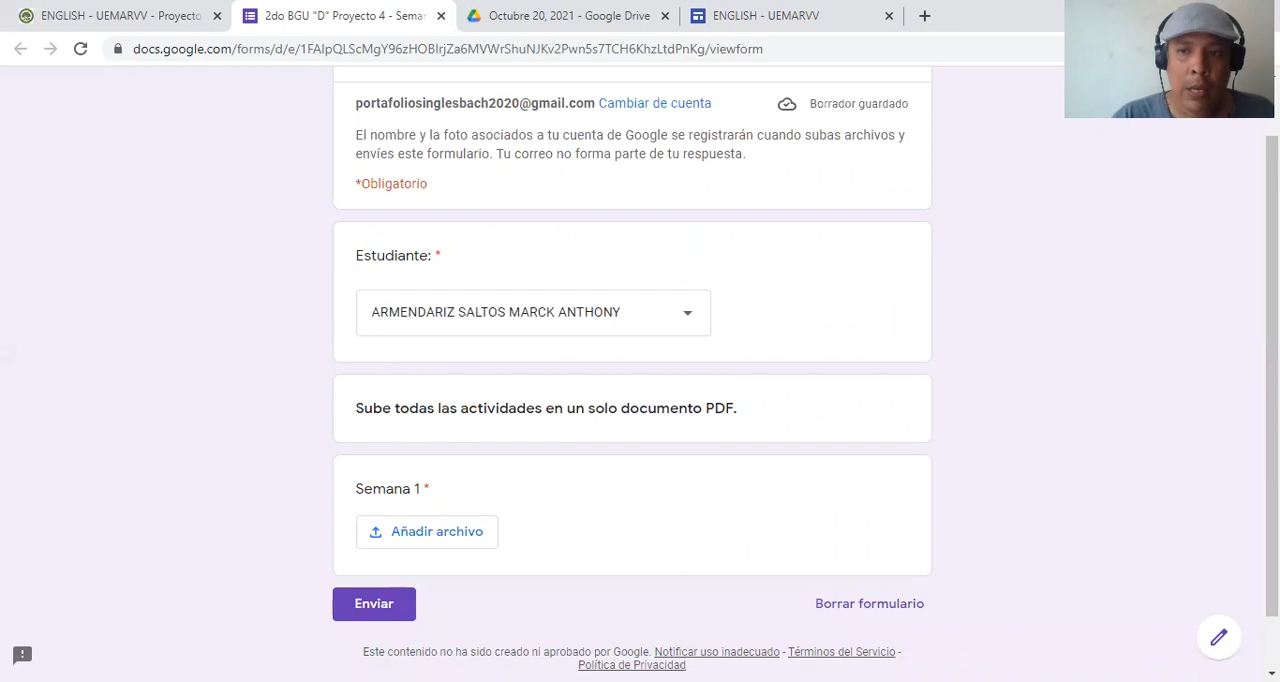 ENGLISH - UEMARVV - Proyecto
2do BGU "D" Proyecto 4 - Semar
Octubre 20, 2021 - Google Drive
ENGLISH - UEMARVV
docs.google.com/forms/d/e/1FAIpQLScMgY96zHOBIrjZa6MVWrShuNJKv2Pwn5s7TCH6KhzLtdPnKg/viewform
portafoliosinglesbach2020@gmail.com Cambiar de cuenta
Borrador guardado
El nombre y la foto asociados a tu cuenta de Google se registrarán cuando subas archivos y
envíes este formulario. Tu correo no forma parte de tu respuesta.
*Obligatorio
Estudiante: *
ARMENDARIZ SALTOS MARCK ANTHONY
Sube todas las actividades en un solo documento PDF.
Semana 1 *
Añadir archivo
Enviar
Borrar formulario
Este contenido no ha sido creado ni aprobado por Google. Notificar uso inadecuado - Términos del Servicio -
Política de Privacidad